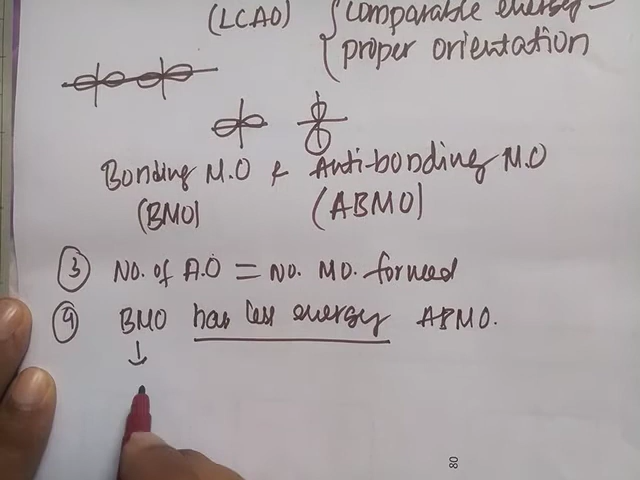 (LCAO) { comparable energy –
proper orientation
Bonding M.O & Anti-bonding M.O
(BMO) (ABMO)
③ No. of A.O = No. MO. formed
④ BMO has less energy ABMO.
↓
80